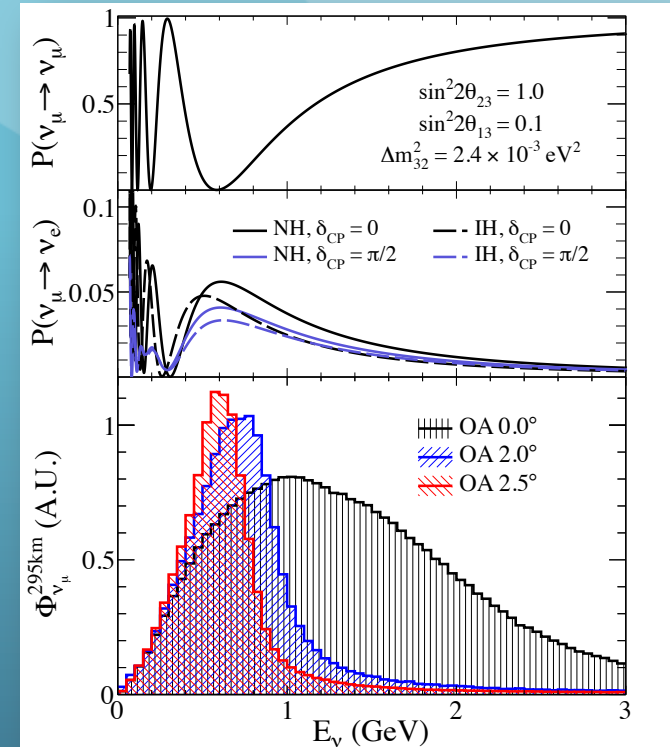 P(ν_μ→ ν_μ)
1
0.5
sin²2θ₂₃ = 1.0
sin²2θ₁₃ = 0.1
Δm²₃₂ = 2.4 × 10⁻³ eV²
P(ν_μ→ ν_e)
0.1
0.05
NH, δ_CP = 0
IH, δ_CP = 0
NH, δ_CP = π/2
IH, δ_CP = π/2
Φ_ν_μ^295km (A.U.)
1
0.5
0
OA 0.0°
OA 2.0°
OA 2.5°
0 1 2 3
E_ν (GeV)